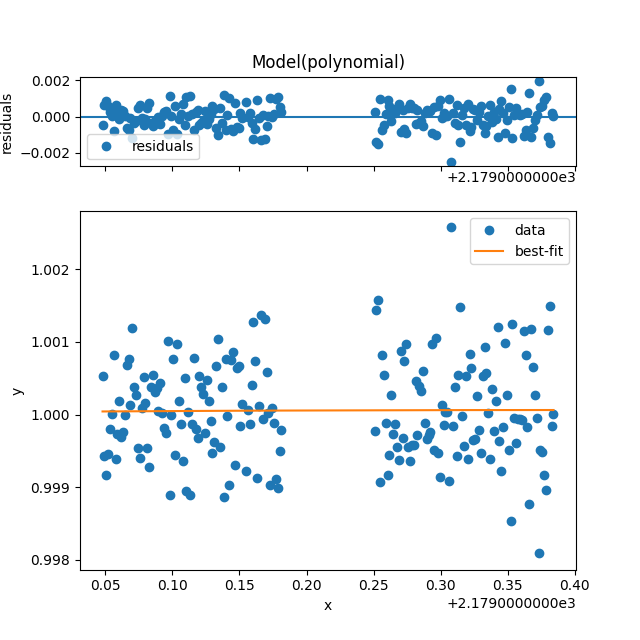 Model(polynomial)
0.002
0.000
−0.002
residuals
residuals
+2.1790000000e3
data
best-fit
1.002
1.001
1.000
0.999
0.998
y
0.05 0.10 0.15 0.20 0.25 0.30 0.35 0.40
x
+2.1790000000e3